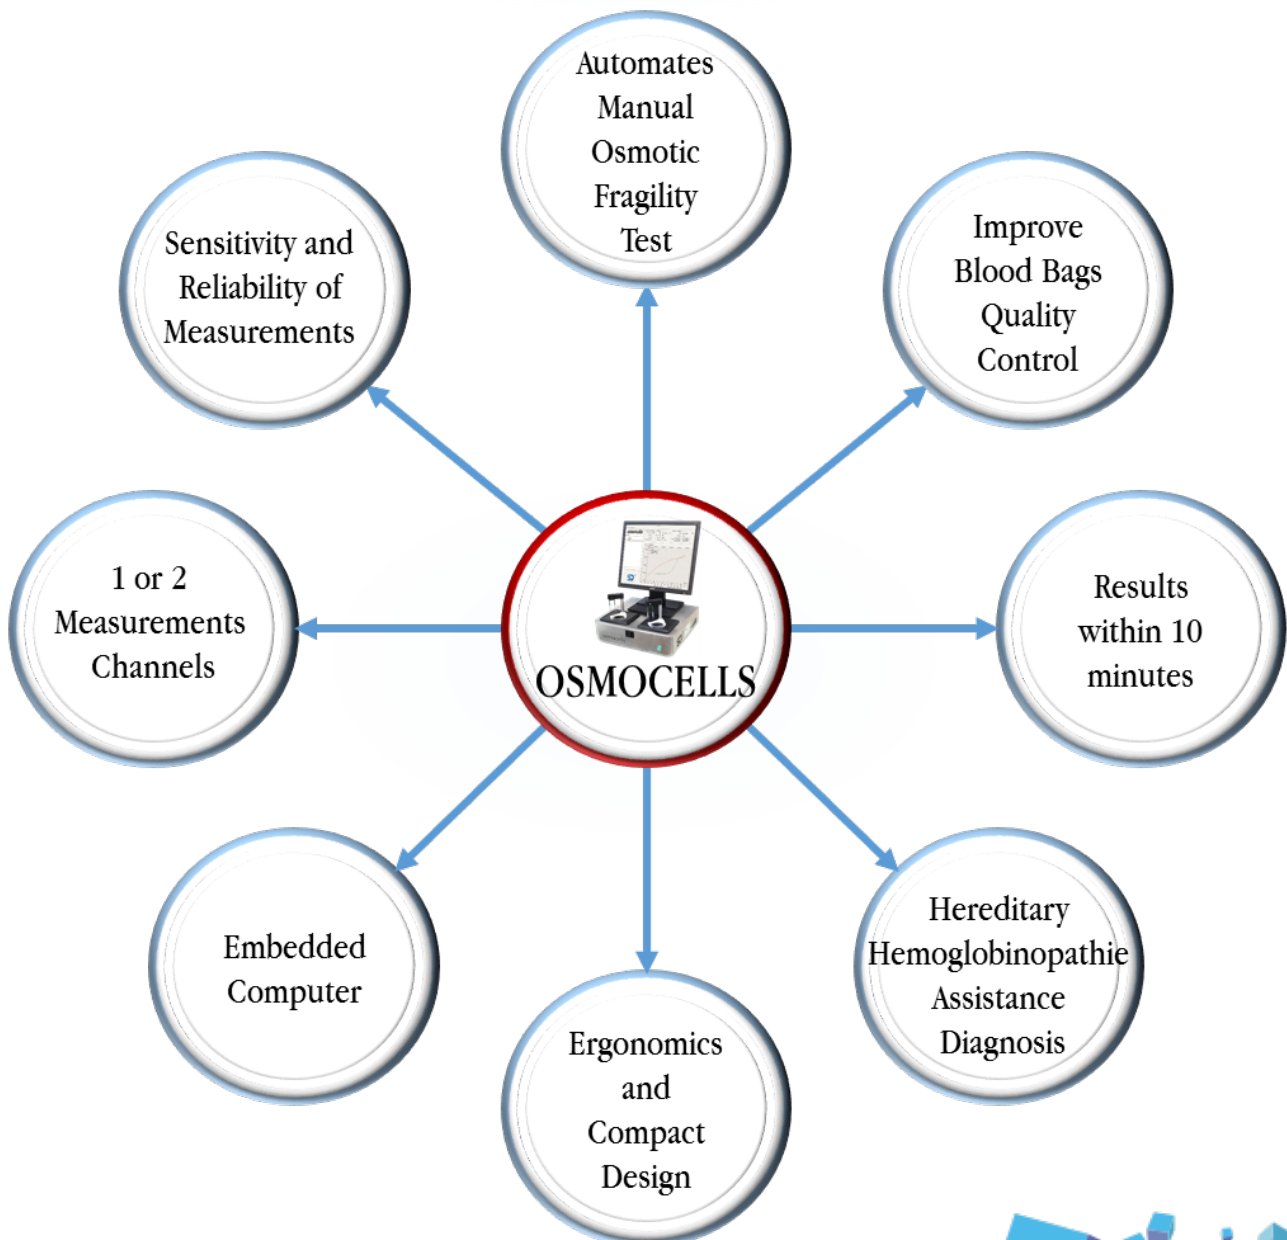 Automates
Manual
Osmotic
Fragility
Test
Improve
Blood Bags
Quality
Control
Results
within 10
minutes
Hereditary
Hemoglobinopathie
Assistance
Diagnosis
Ergonomics
and
Compact
Design
Embedded
Computer
1 or 2
Measurements
Channels
Sensitivity and
Reliability of
Measurements
OSMOCELLS